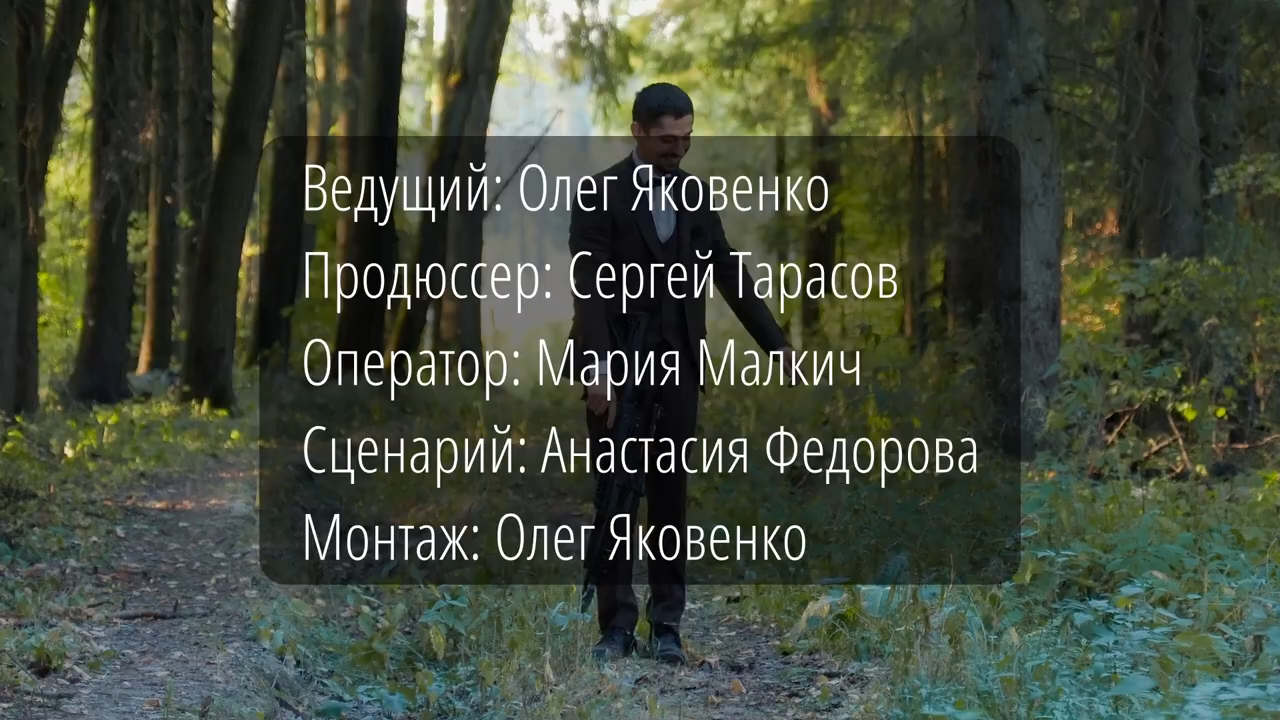 Ведущий: Олег Яковенко
Продюссер: Сергей Тарасов
Оператор: Мария Малкич
Сценарий: Анастасия Федорова
Монтаж: Олег Яковенко